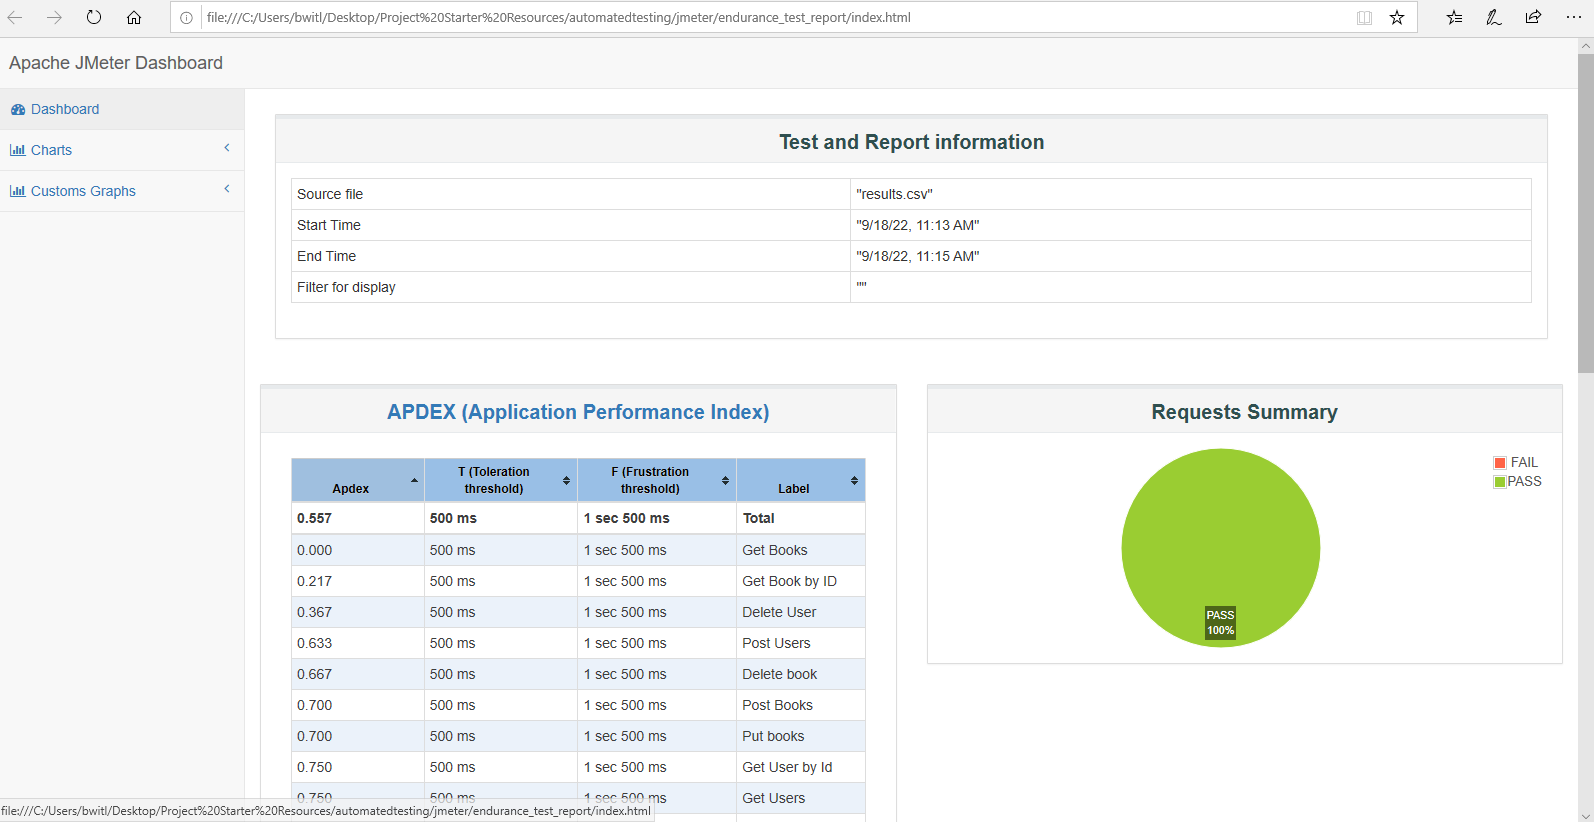 file:///C:/Users/bwitl/Desktop/Project%20Starter%20Resources/automatedtesting/jmeter/endurance_test_report/index.html
Apache JMeter Dashboard
Dashboard
Charts
Customs Graphs
Test and Report information
Source file "results.csv"
Start Time "9/18/22, 11:13 AM"
End Time "9/18/22, 11:15 AM"
Filter for display ""
APDEX (Application Performance Index)
Apdex T (Toleration threshold) F (Frustration threshold) Label
0.557 500 ms 1 sec 500 ms Total
0.000 500 ms 1 sec 500 ms Get Books
0.217 500 ms 1 sec 500 ms Get Book by ID
0.367 500 ms 1 sec 500 ms Delete User
0.633 500 ms 1 sec 500 ms Post Users
0.667 500 ms 1 sec 500 ms Delete book
0.700 500 ms 1 sec 500 ms Post Books
0.700 500 ms 1 sec 500 ms Put books
0.750 500 ms 1 sec 500 ms Get User by Id
0.750 500 ms 1 sec 500 ms Get Users
Requests Summary
FAIL
PASS
PASS
100%
file:///C:/Users/bwitl/Desktop/Project%20Starter%20Resources/automatedtesting/jmeter/endurance_test_report/index.html